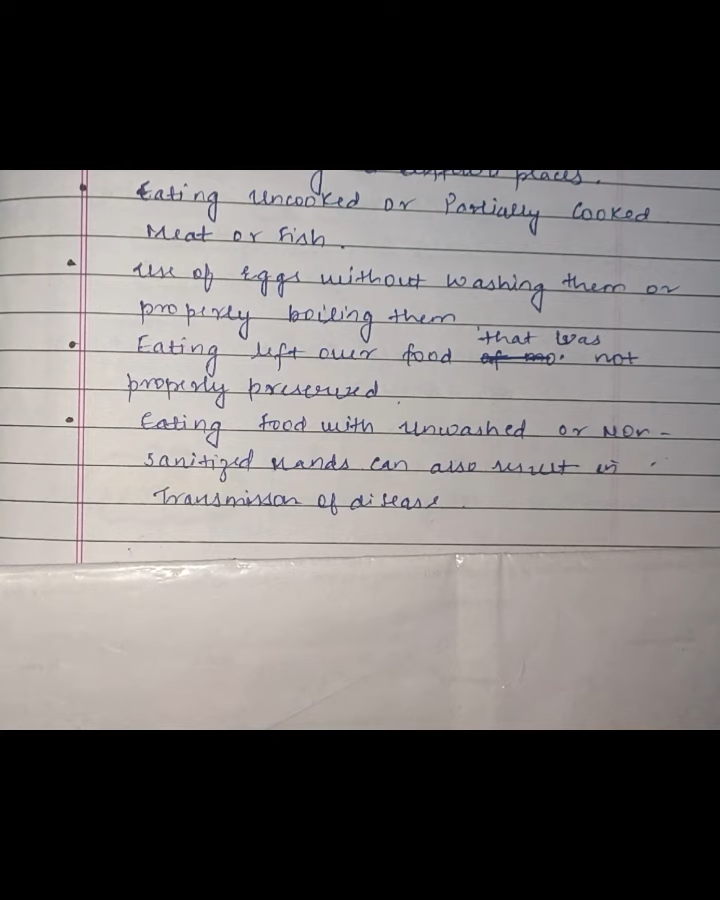 places.
Eating uncooked or Partially Cooked
Meat or Fish.
use of Eggs without washing them or
properly boiling them
that was
Eating left over food not
properly preserved.
Eating food with unwashed or Non-
sanitized hands can also result in
Transmisson of disease.